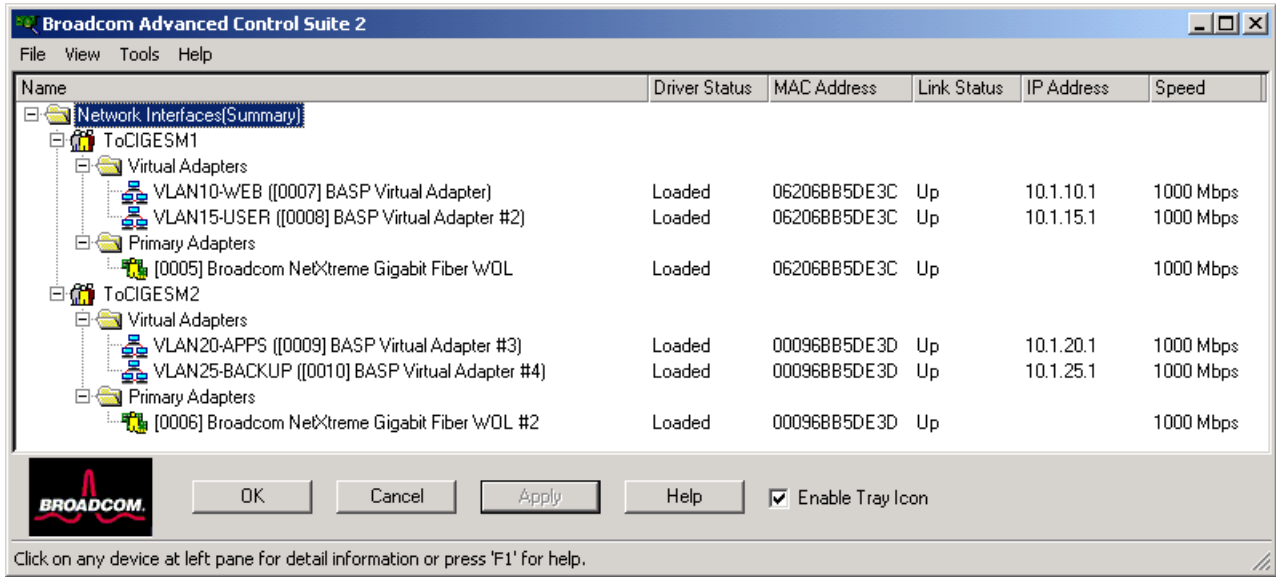 Broadcom Advanced Control Suite 2
File View Tools Help
Name Driver Status MAC Address Link Status IP Address Speed
Network Interfaces(Summary)
ToCIGESM1
Virtual Adapters
VLAN10-WEB ([0007] BASP Virtual Adapter) Loaded 06206BB5DE3C Up 10.1.10.1 1000 Mbps
VLAN15-USER ([0008] BASP Virtual Adapter #2) Loaded 06206BB5DE3C Up 10.1.15.1 1000 Mbps
Primary Adapters
[0005] Broadcom NetXtreme Gigabit Fiber WOL Loaded 06206BB5DE3C Up 1000 Mbps
ToCIGESM2
Virtual Adapters
VLAN20-APPS ([0009] BASP Virtual Adapter #3) Loaded 00096BB5DE3D Up 10.1.20.1 1000 Mbps
VLAN25-BACKUP ([0010] BASP Virtual Adapter #4) Loaded 00096BB5DE3D Up 10.1.25.1 1000 Mbps
Primary Adapters
[0006] Broadcom NetXtreme Gigabit Fiber WOL #2 Loaded 00096BB5DE3D Up 1000 Mbps
BROADCOM. OK Cancel Apply Help Enable Tray Icon
Click on any device at left pane for detail information or press 'F1' for help.